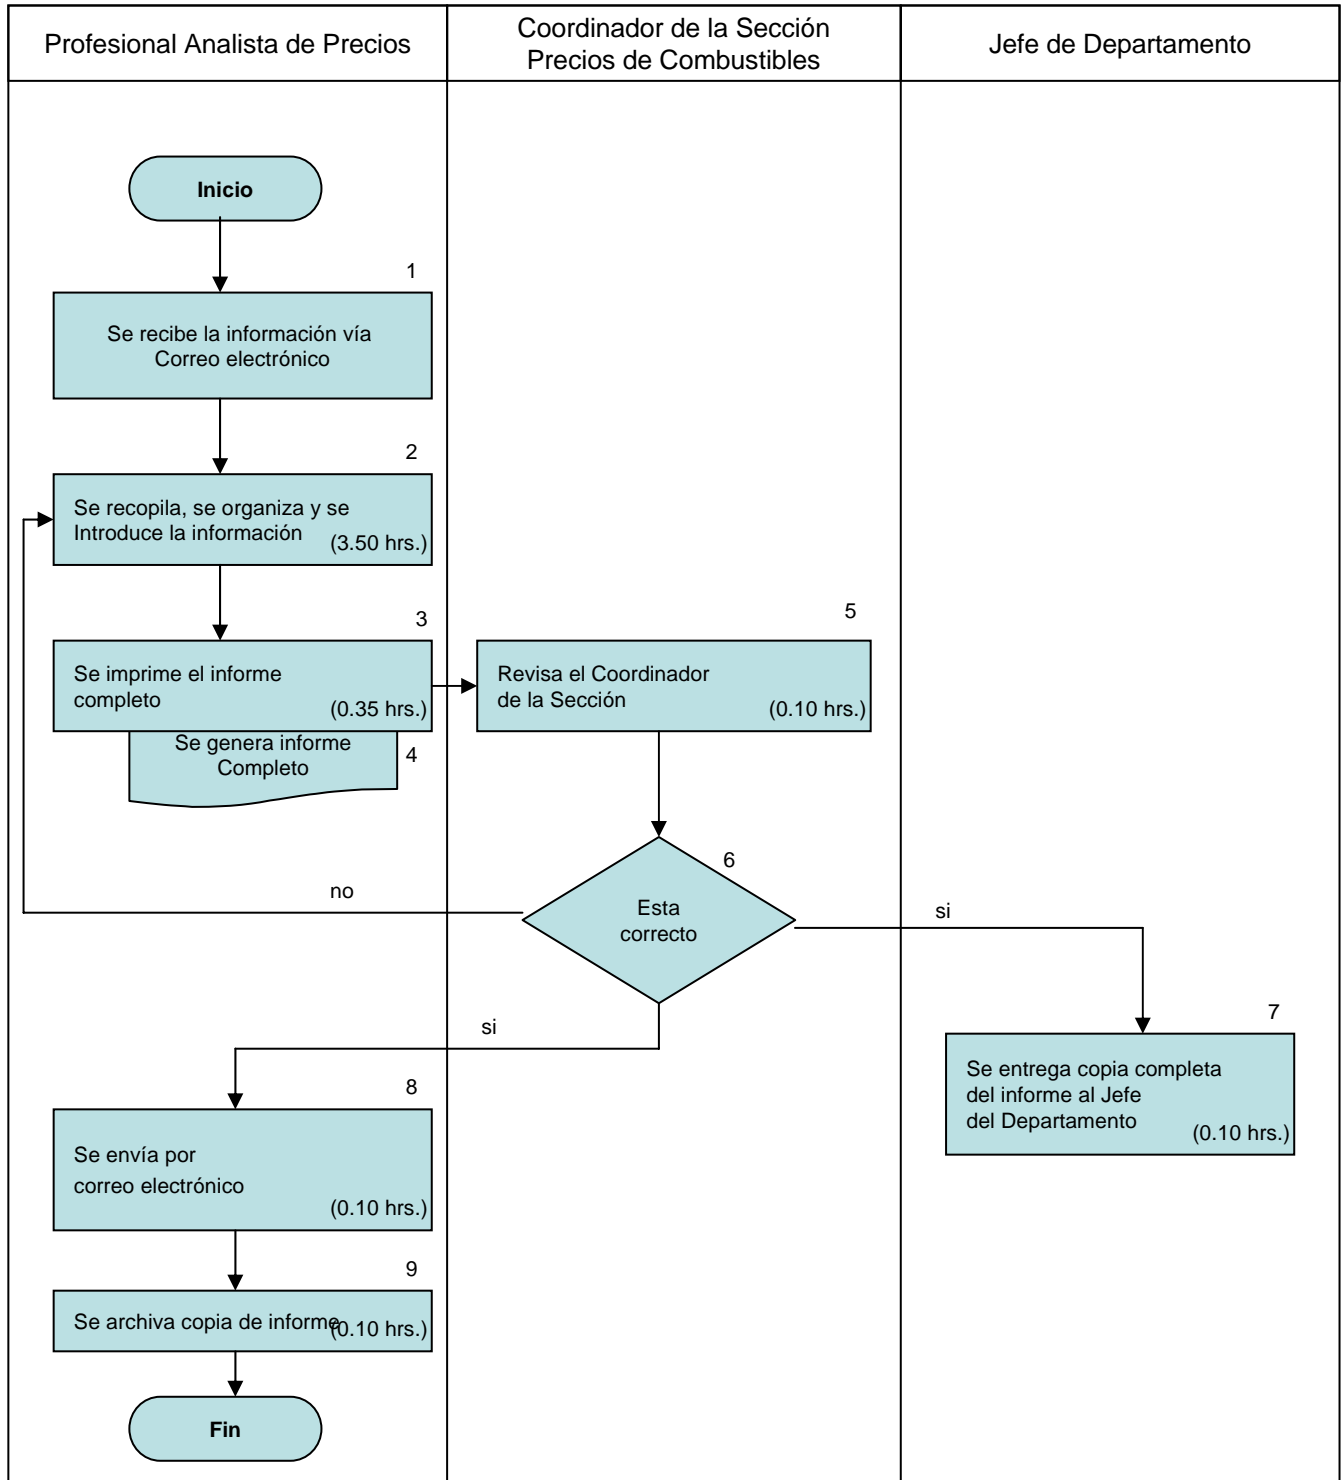 Profesional Analista de Precios
Coordinador de la Sección
Precios de Combustibles
Jefe de Departamento
Inicio
1
Se recibe la información vía
Correo electrónico
2
Se recopila, se organiza y se
Introduce la información
(3.50 hrs.)
3
Se imprime el informe
completo
(0.35 hrs.)
Se genera informe
Completo
4
5
Revisa el Coordinador
de la Sección
(0.10 hrs.)
6
Esta
correcto
no
si
si
7
Se entrega copia completa
del informe al Jefe
del Departamento
(0.10 hrs.)
8
Se envía por
correo electrónico
(0.10 hrs.)
9
Se archiva copia de informe
(0.10 hrs.)
Fin